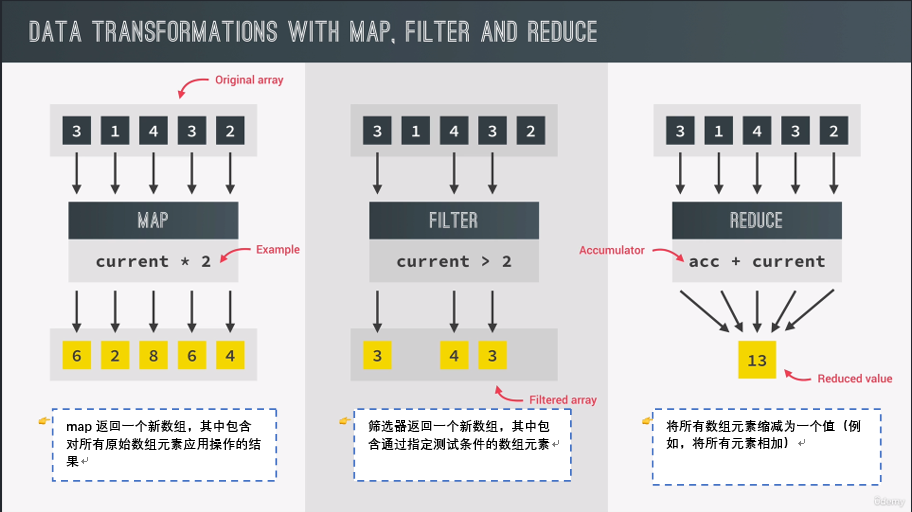 DATA TRANSFORMATIONS WITH MAP, FILTER AND REDUCE
Original array
3 1 4 3 2
MAP
current * 2
Example
6 2 8 6 4
map 返回一个新数组，其中包含
对所有原始数组元素应用操作的结
果
3 1 4 3 2
FILTER
current > 2
3 4 3
Filtered array
筛选器返回一个新数组，其中包
含通过指定测试条件的数组元素
3 1 4 3 2
REDUCE
Accumulator
acc + current
13
Reduced value
将所有数组元素缩减为一个值（例
如，将所有元素相加）
ûdemy